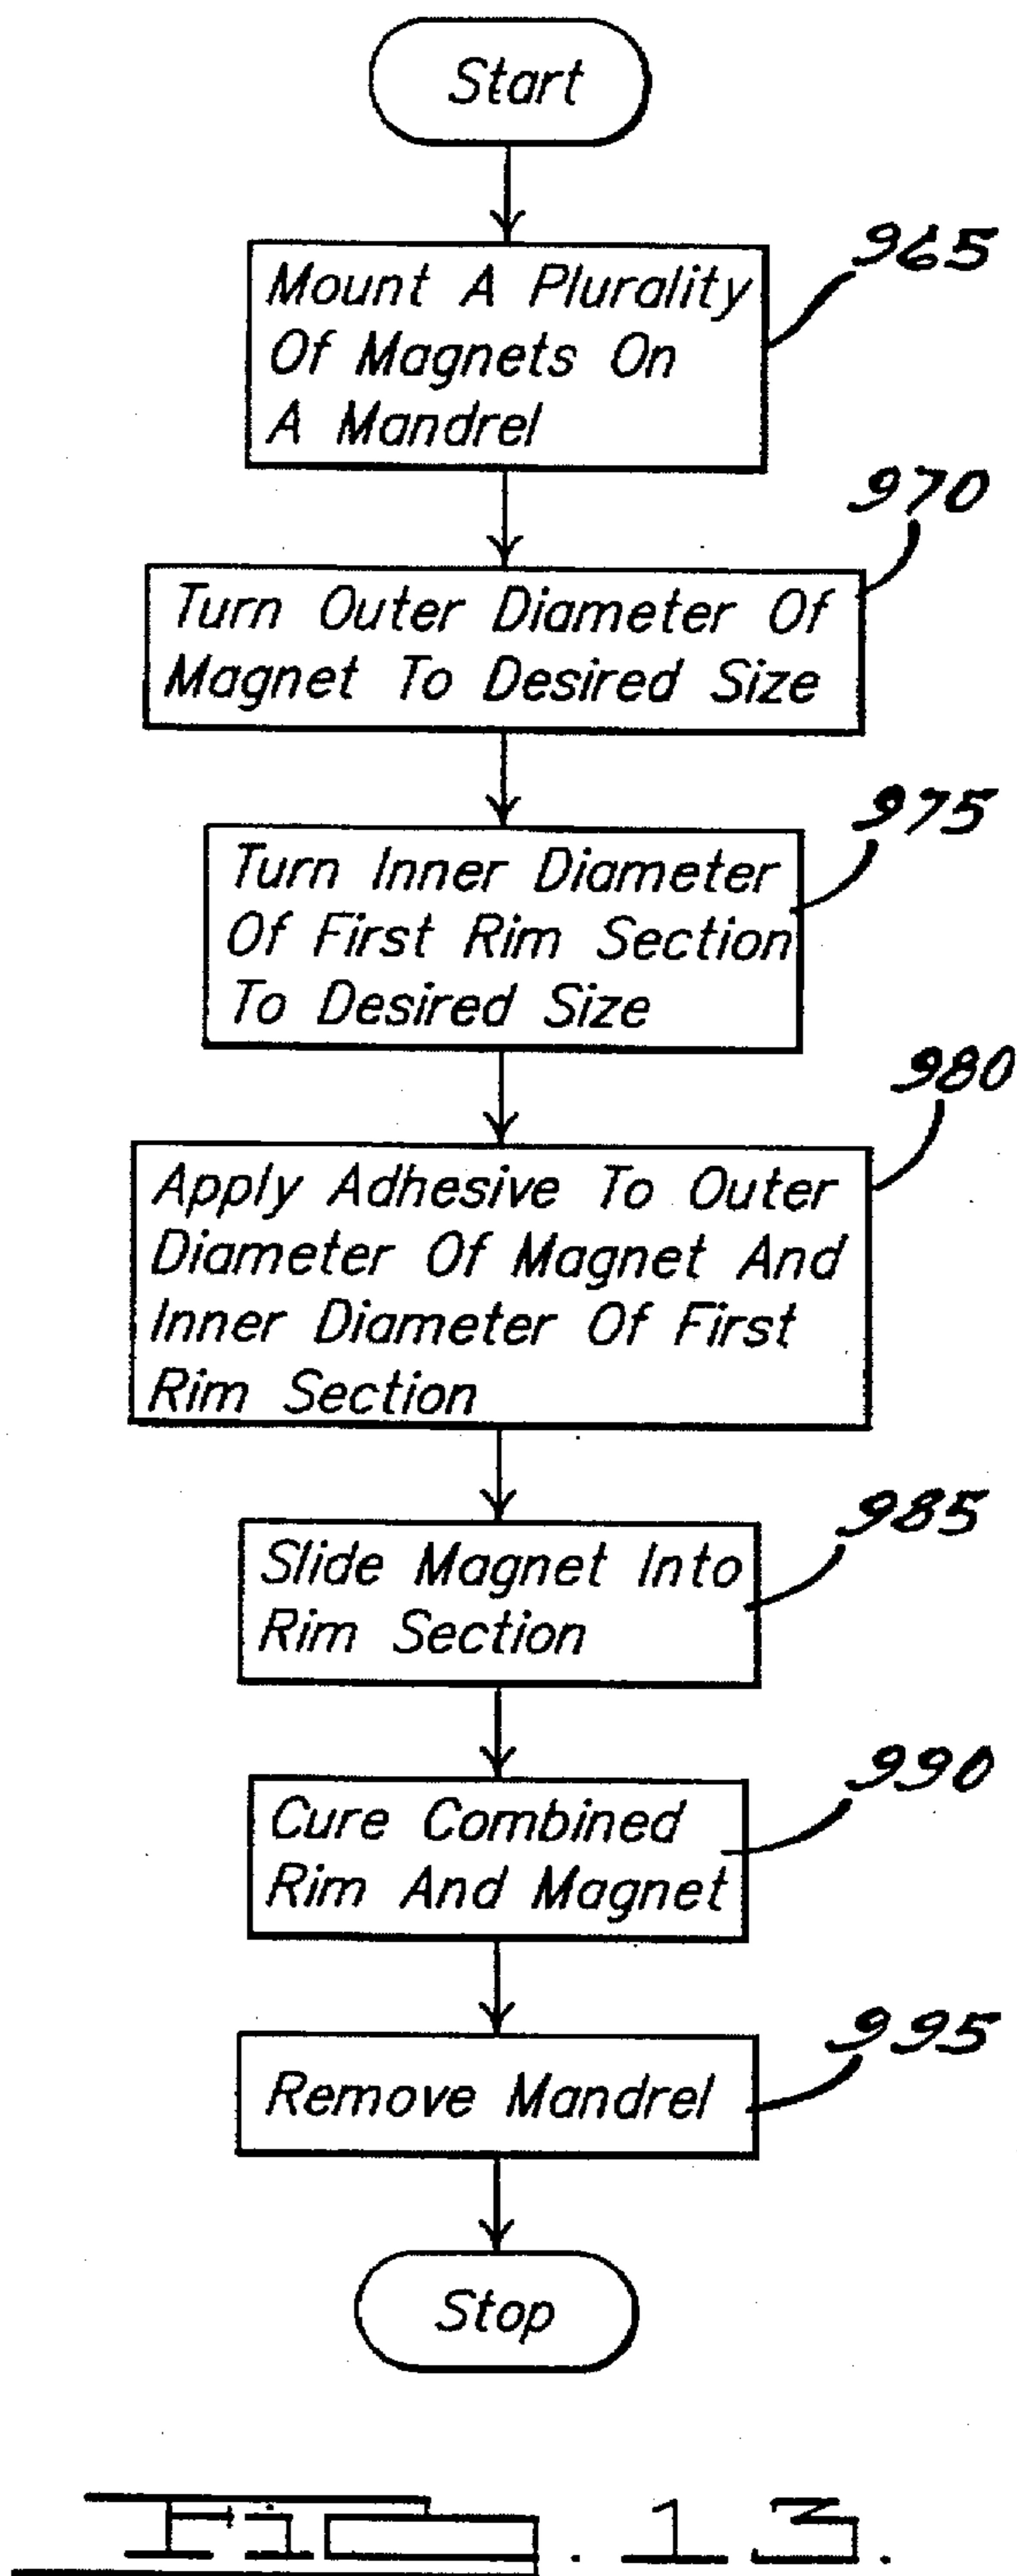 Start
965
Mount A Plurality
Of Magnets On
A Mandrel
970
Turn Outer Diameter Of
Magnet To Desired Size
975
Turn Inner Diameter
Of First Rim Section
To Desired Size
980
Apply Adhesive To Outer
Diameter Of Magnet And
Inner Diameter Of First
Rim Section
985
Slide Magnet Into
Rim Section
990
Cure Combined
Rim And Magnet
995
Remove Mandrel
Stop
Fig. 13.